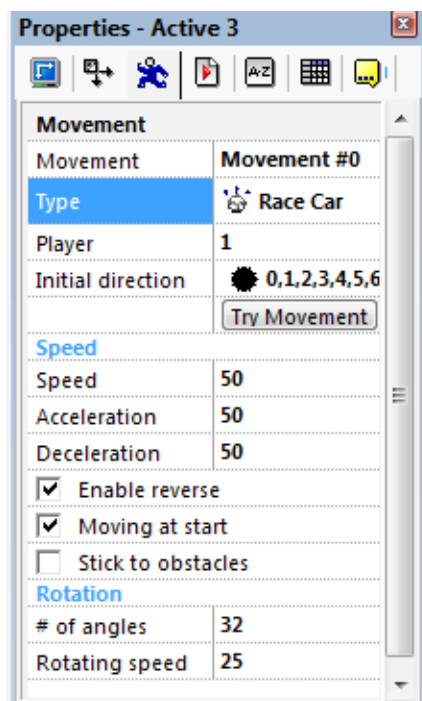 Properties - Active 3
A-Z
Movement
Movement Movement #0
Type Race Car
Player 1
Initial direction 0,1,2,3,4,5,6
Try Movement
Speed
Speed 50
Acceleration 50
Deceleration 50
Enable reverse
Moving at start
Stick to obstacles
Rotation
# of angles 32
Rotating speed 25